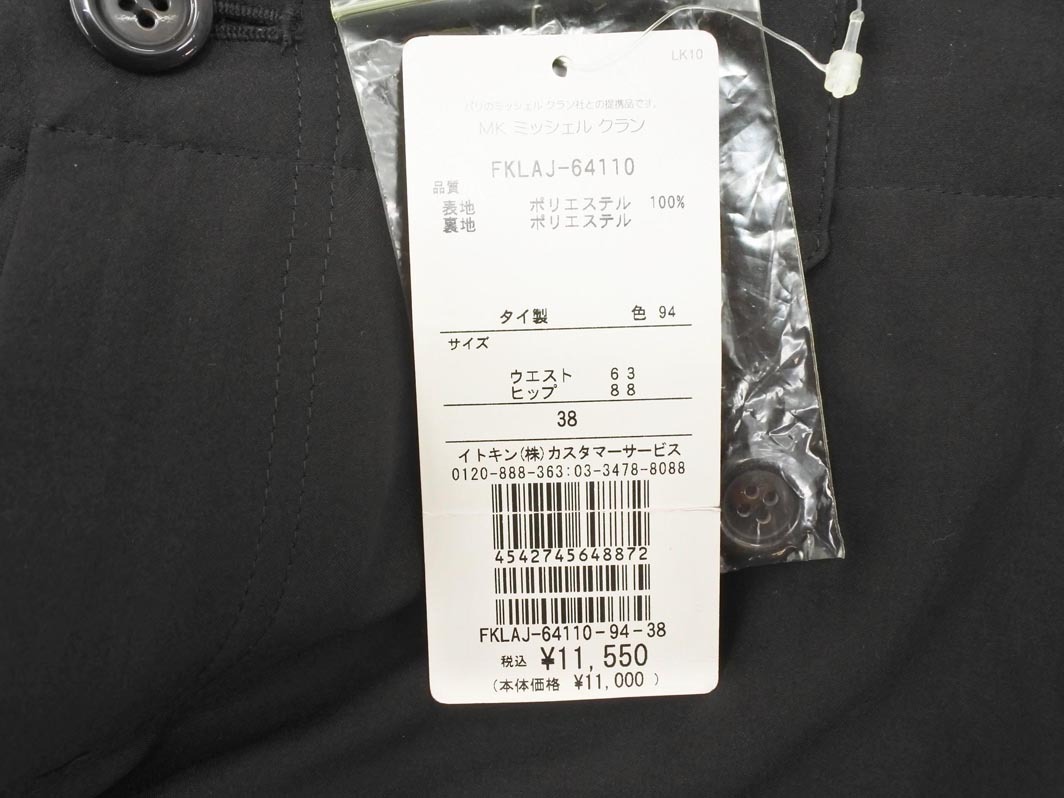 LK10
パリのミッシェル クラン社との提携品です。
MK ミッシェル クラン
FKLAJ-64110
品質
表地 ポリエステル 100%
裏地 ポリエステル
タイ製 色 94
サイズ
ウエスト 63
ヒップ 88
38
イトキン(株)カスタマーサービス
0120-888-363:03-3478-8088
4542745648872
FKLAJ-64110-94-38
税込 ¥11,550
(本体価格 ¥11,000 )